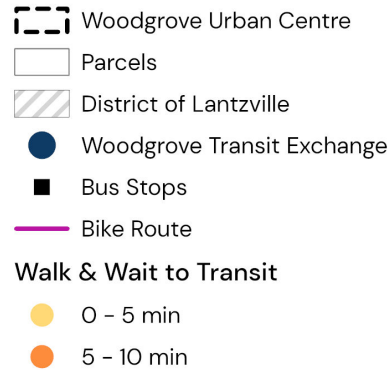 Woodgrove Urban Centre
Parcels
District of Lantzville
Woodgrove Transit Exchange
Bus Stops
Bike Route
Walk & Wait to Transit
0 - 5 min
5 - 10 min